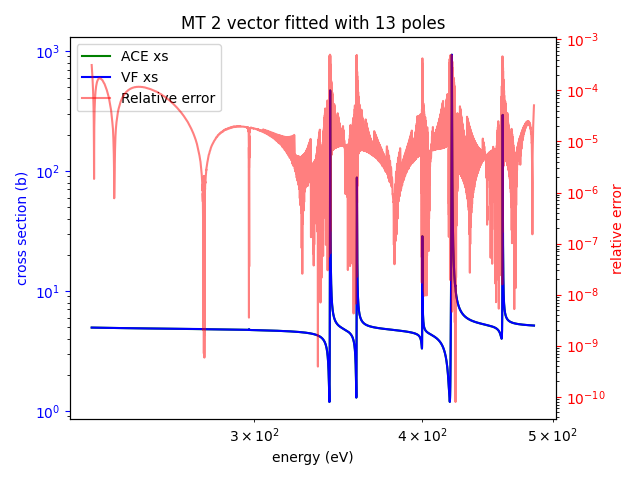 MT 2 vector fitted with 13 poles
ACE xs
VF xs
Relative error
cross section (b)
10³
10²
10¹
10⁰
10⁻³
10⁻⁴
10⁻⁵
10⁻⁶
10⁻⁷
10⁻⁸
10⁻⁹
10⁻¹⁰
relative error
3 × 10²
4 × 10²
5 × 10²
energy (eV)